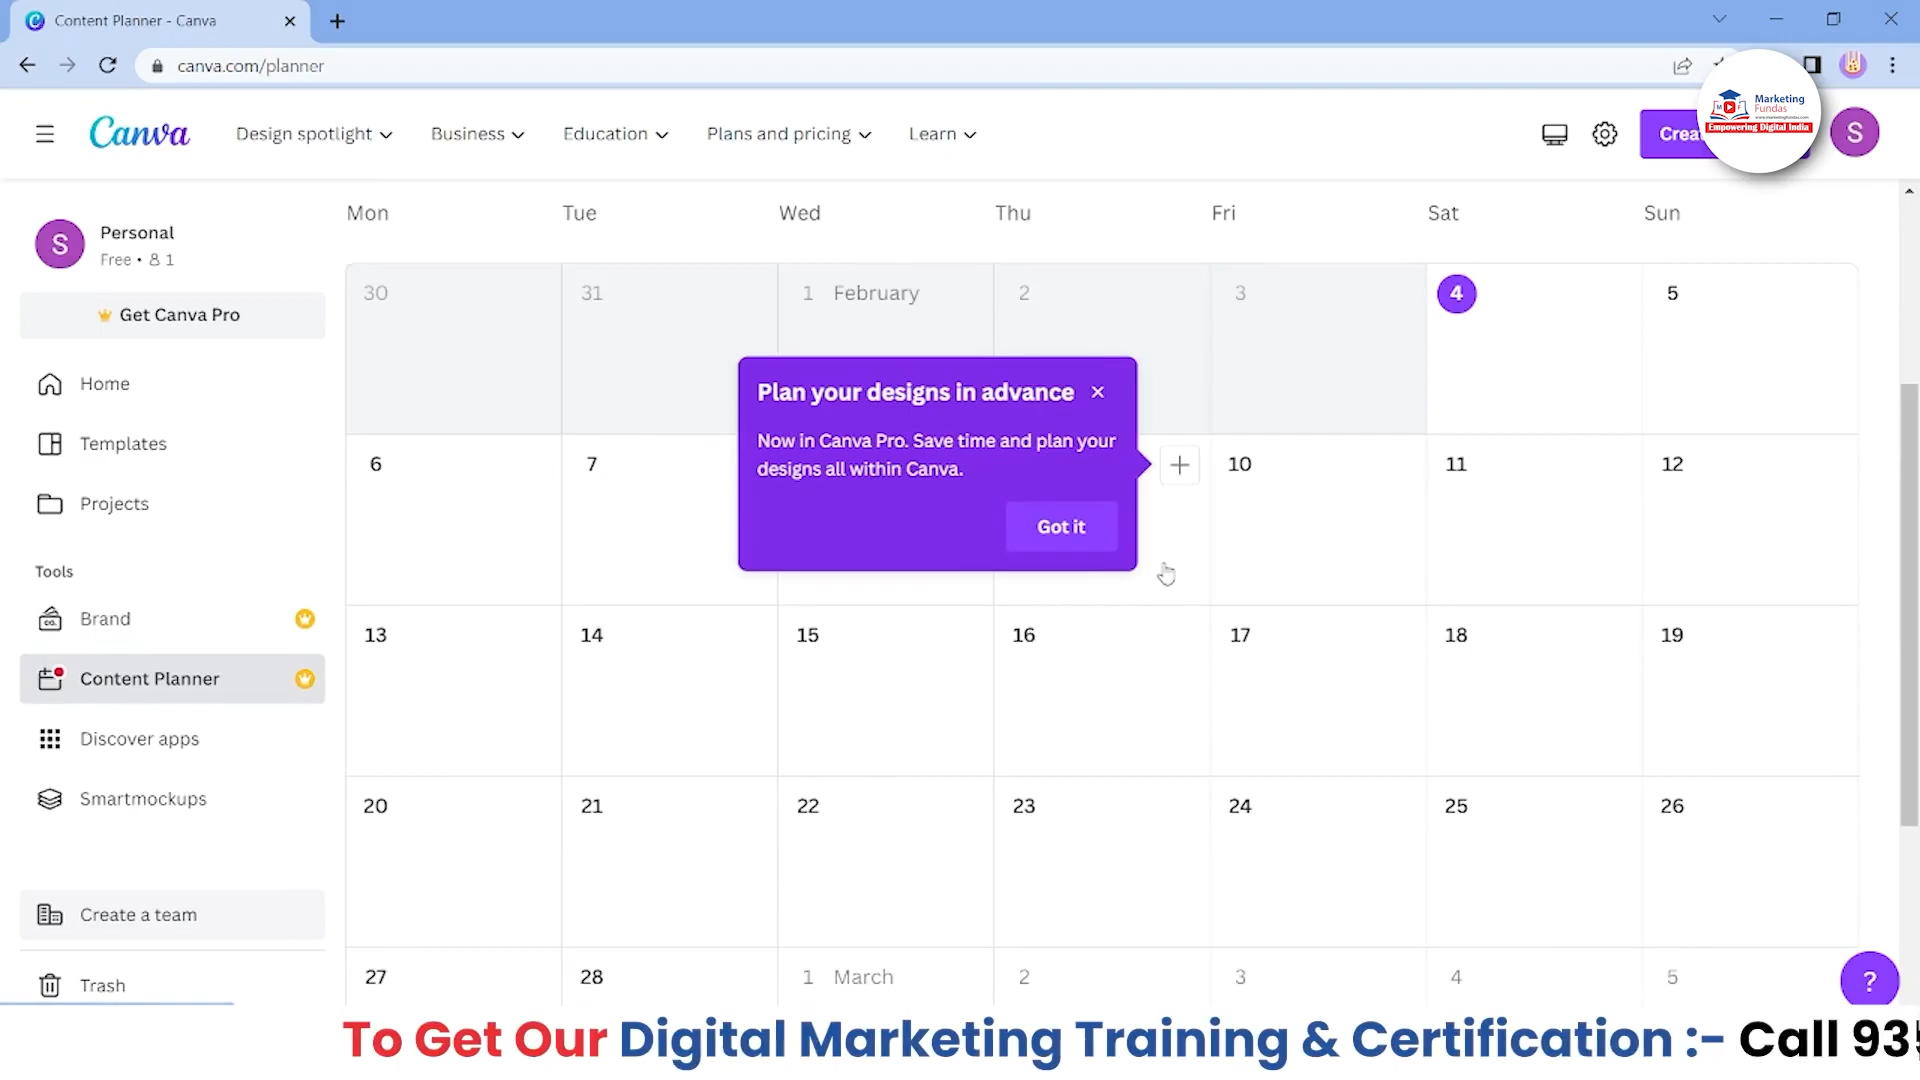 Content Planner - Canva
canva.com/planner
Canva
Design spotlight
Business
Education
Plans and pricing
Learn
Marketing
Fundas
Empowering Digital India
S
S
Personal
Free • 1
Get Canva Pro
Home
Templates
Projects
Tools
Brand
Content Planner
Discover apps
Smartmockups
Create a team
Trash
Mon Tue Wed Thu Fri Sat Sun
30 31 1 February 2 3 4 5
Plan your designs in advance
Now in Canva Pro. Save time and plan your
designs all within Canva.
Got it
6 7 10 11 12
13 14 15 16 17 18 19
20 21 22 23 24 25 26
27 28 1 March 2 3 4 5
?
To Get Our Digital Marketing Training & Certification :- Call 93